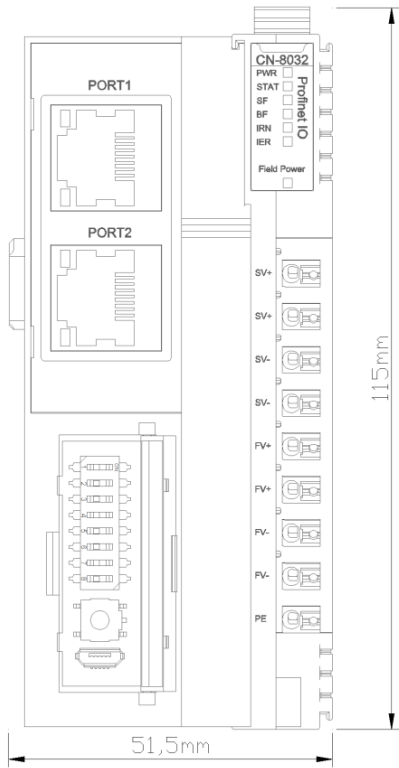 CN-8032
PWR
STAT
SF
BF
IRN
IER
Profinet IO
Field Power
PORT1
PORT2
SV+
SV+
SV-
SV-
FV+
FV+
FV-
FV-
PE
115mm
51,5mm